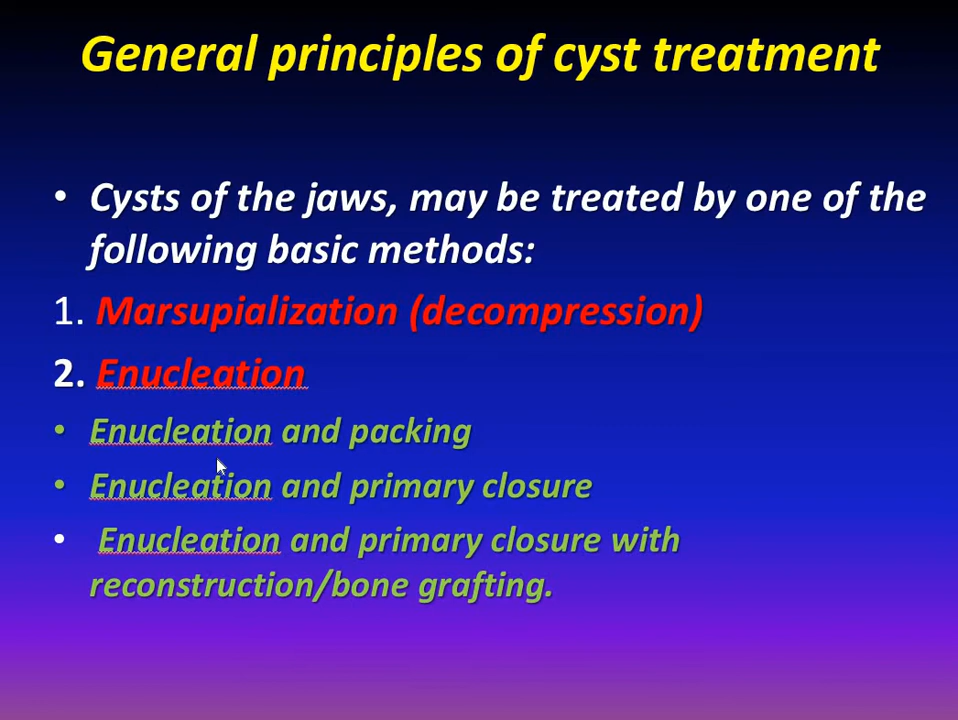 General principles of cyst treatment
• Cysts of the jaws, may be treated by one of the
following basic methods:
1. Marsupialization (decompression)
2. Enucleation
• Enucleation and packing
• Enucleation and primary closure
• Enucleation and primary closure with
reconstruction/bone grafting.